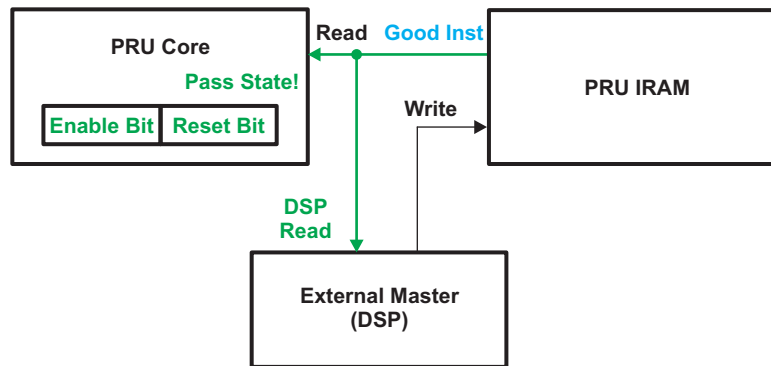 PRU Core
Read
Good Inst
PRU IRAM
Pass State!
Enable Bit
Reset Bit
Write
DSP
Read
External Master
(DSP)